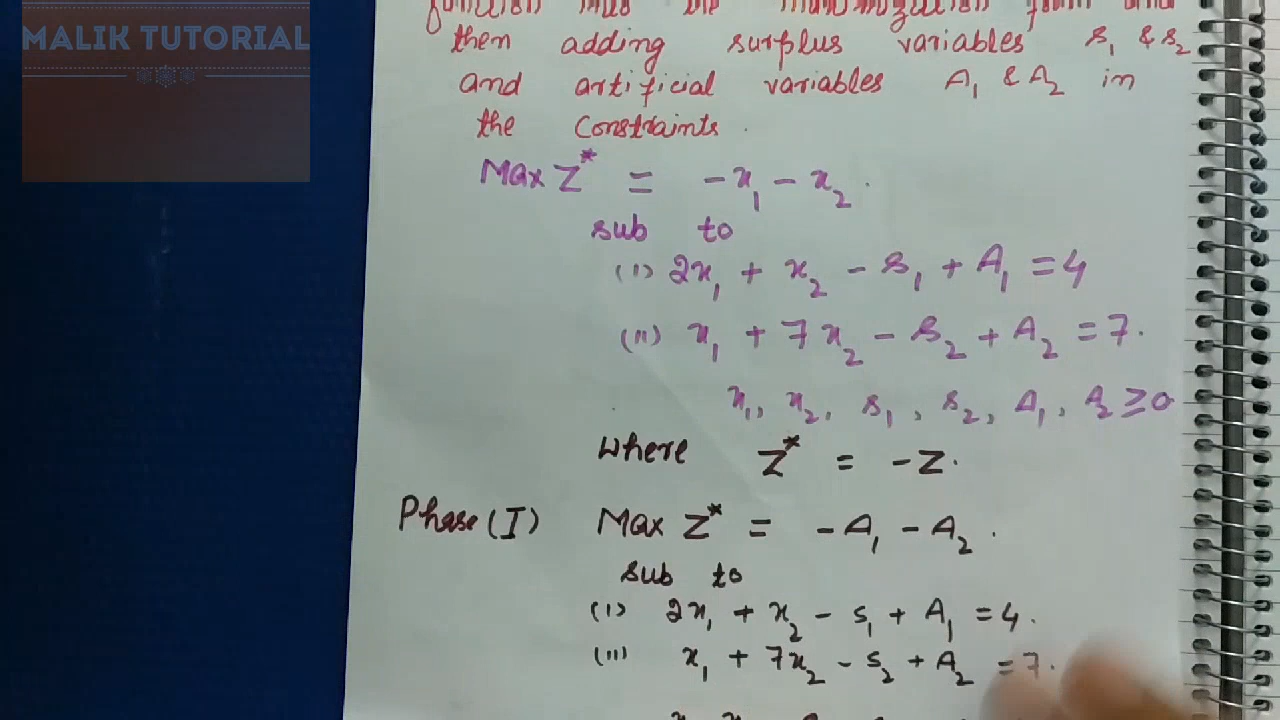 MALIK TUTORIAL
then adding surplus variables s₁ & s₂
and artificial variables A₁ & A₂ in
the Constraints.
Max Z* = -x₁ - x₂.
sub to
(I) 2x₁ + x₂ - s₁ + A₁ = 4
(II) x₁ + 7x₂ - s₂ + A₂ = 7.
x₁, x₂, s₁, s₂, A₁, A₂ ≥ 0
Where Z* = -Z.
Phase (I) Max Z* = -A₁ - A₂.
sub to
(I) 2x₁ + x₂ - s₁ + A₁ = 4.
(II) x₁ + 7x₂ - s₂ + A₂ = 7.